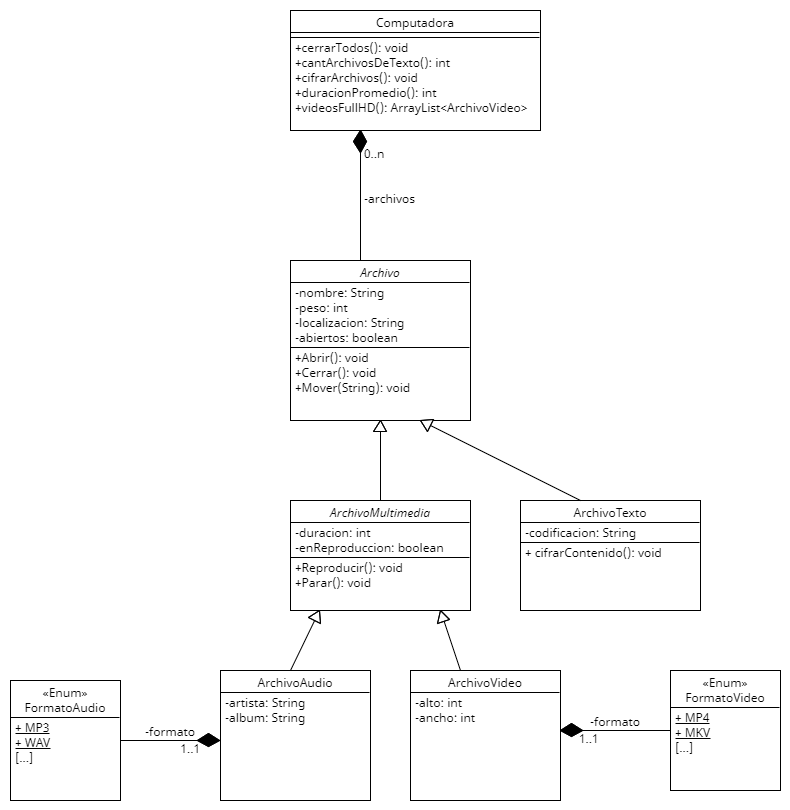 Computadora
+cerrarTodos(): void
+cantArchivosDeTexto(): int
+cifrarArchivos(): void
+duracionPromedio(): int
+videosFullHD(): ArrayList<ArchivoVideo>
0..n
-archivos
Archivo
-nombre: String
-peso: int
-localizacion: String
-abiertos: boolean
+Abrir(): void
+Cerrar(): void
+Mover(String): void
ArchivoMultimedia
-duracion: int
-enReproduccion: boolean
+Reproducir(): void
+Parar(): void
ArchivoTexto
-codificacion: String
+ cifrarContenido(): void
«Enum»
FormatoAudio
+ MP3
+ WAV
[...]
-formato
1..1
ArchivoAudio
-artista: String
-album: String
ArchivoVideo
-alto: int
-ancho: int
-formato
1..1
«Enum»
FormatoVideo
+ MP4
+ MKV
[...]